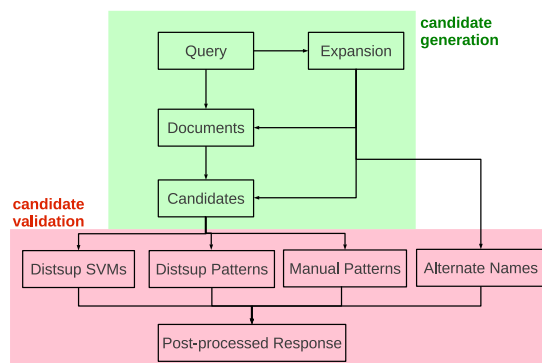 candidate
generation
Query
Expansion
Documents
Candidates
candidate
validation
Distsup SVMs
Distsup Patterns
Manual Patterns
Alternate Names
Post-processed Response